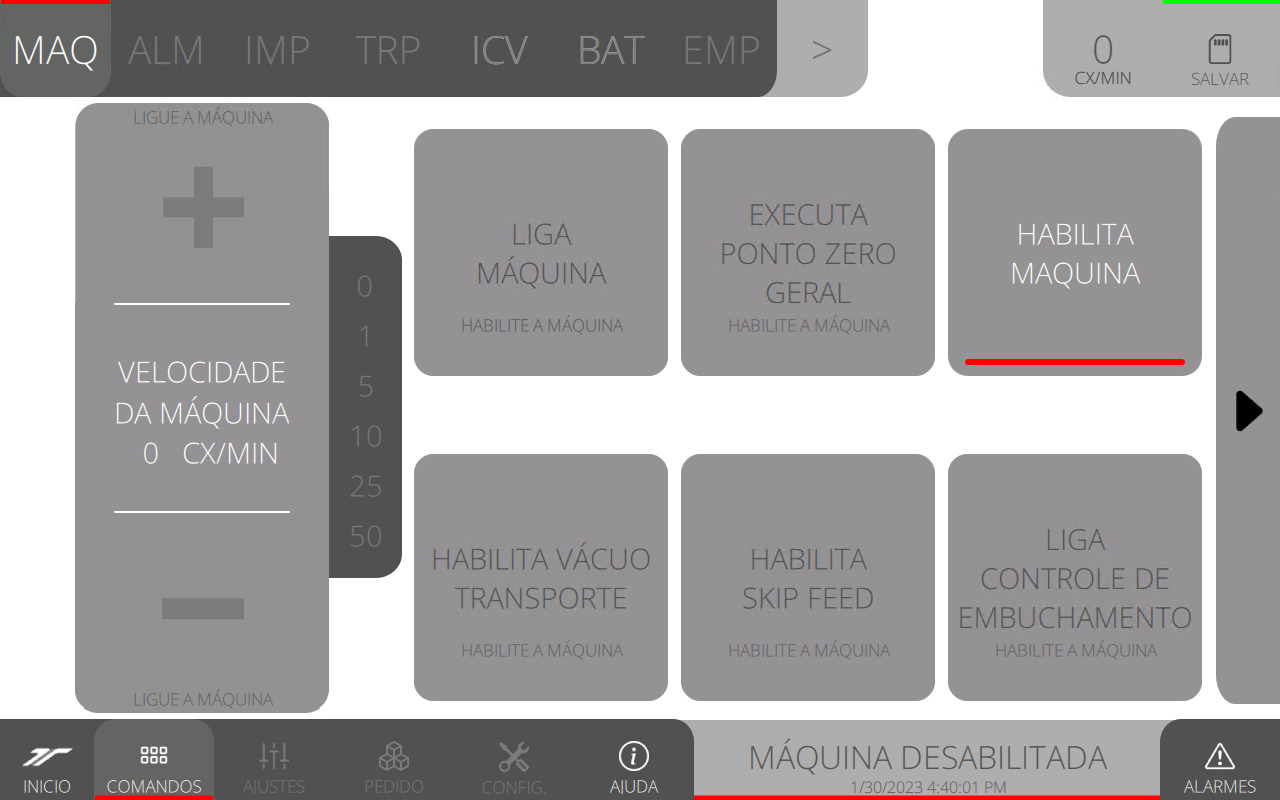 MAQ ALM IMP TRP ICV BAT EMP >
0
CX/MIN
SALVAR
LIGUE A MÁQUINA
VELOCIDADE
DA MÁQUINA
0 CX/MIN
LIGUE A MÁQUINA
0
1
5
10
25
50
LIGA
MÁQUINA
HABILITE A MÁQUINA
EXECUTA
PONTO ZERO
GERAL
HABILITE A MÁQUINA
HABILITA
MAQUINA
HABILITA VÁCUO
TRANSPORTE
HABILITE A MÁQUINA
HABILITA
SKIP FEED
HABILITE A MÁQUINA
LIGA
CONTROLE DE
EMBUCHAMENTO
HABILITE A MÁQUINA
INICIO
COMANDOS
AJUSTES
PEDIDO
CONFIG.
AJUDA
MÁQUINA DESABILITADA
1/30/2023 4:40:01 PM
ALARMES